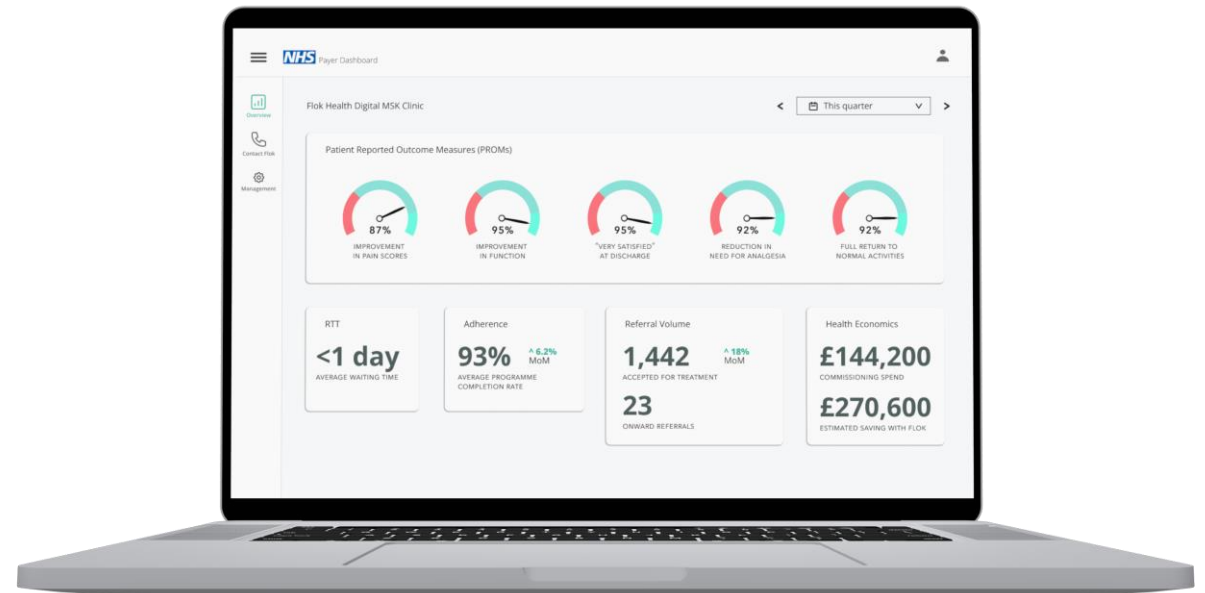 NHS Payer Dashboard
Overview
Contact Flok
Management
Flok Health Digital MSK Clinic
< This quarter v >
Patient Reported Outcome Measures (PROMs)
87%
IMPROVEMENT
IN PAIN SCORES
95%
IMPROVEMENT
IN FUNCTION
95%
"VERY SATISFIED"
AT DISCHARGE
92%
REDUCTION IN
NEED FOR ANALGESIA
92%
FULL RETURN TO
NORMAL ACTIVITIES
RTT
<1 day
AVERAGE WAITING TIME
Adherence
93% ^ 6.2%
MoM
AVERAGE PROGRAMME
COMPLETION RATE
Referral Volume
1,442 ^ 18%
MoM
ACCEPTED FOR TREATMENT
23
ONWARD REFERRALS
Health Economics
£144,200
COMMISSIONING SPEND
£270,600
ESTIMATED SAVING WITH FLOK